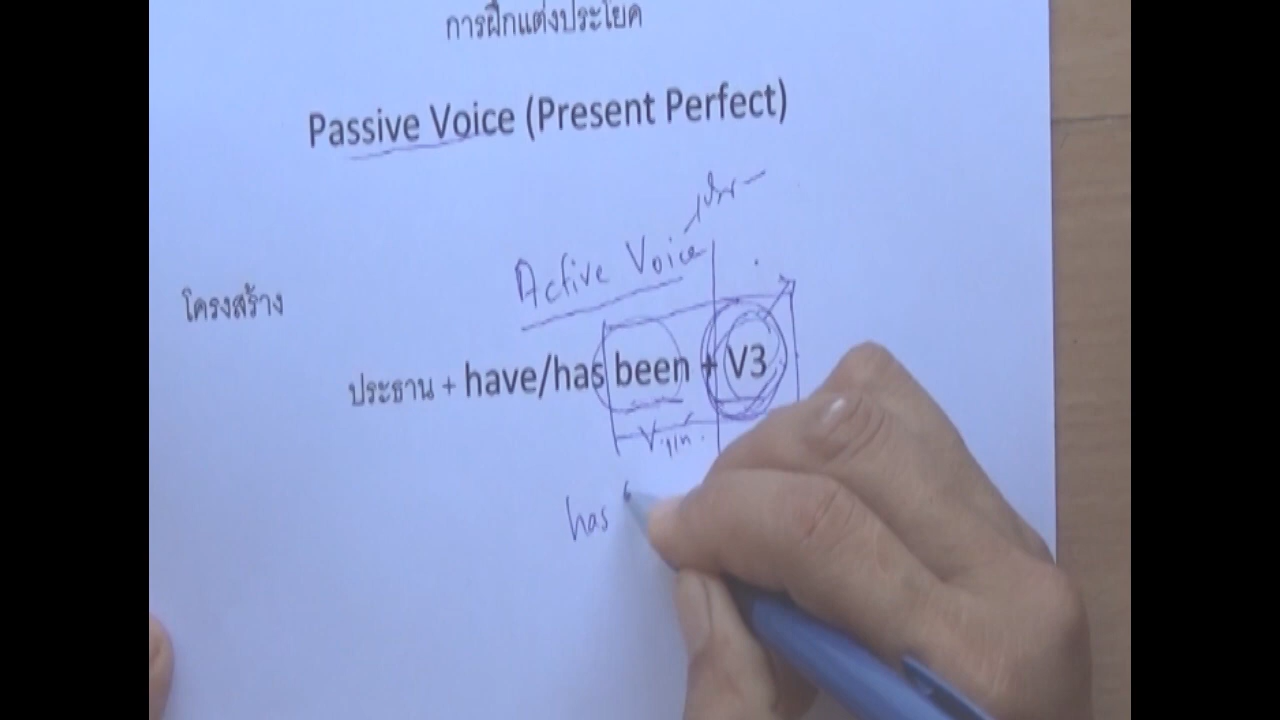 การฝึกแต่งประโยค
Passive Voice (Present Perfect)
Active Voice
โครงสร้าง
ประธาน + have/has been + V3
has